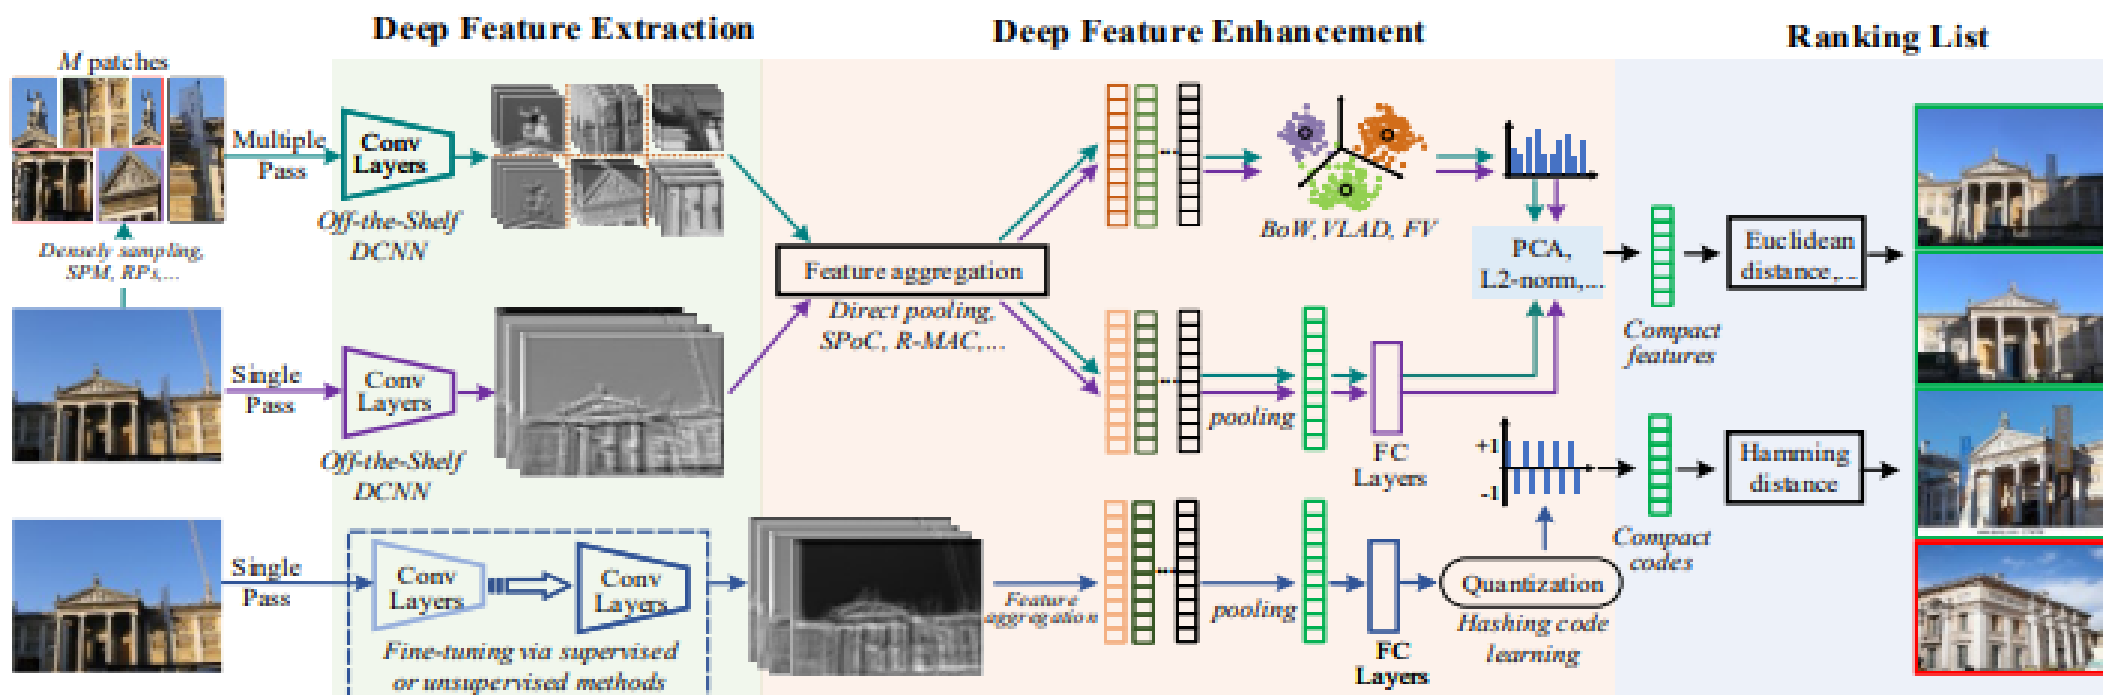 Deep Feature Extraction
Deep Feature Enhancement
Ranking List
M patches
Multiple
Pass
Conv
Layers
Off-the-Shelf
DCNN
Densely sampling,
SPM, RPs,...
Feature aggregation
Direct pooling,
SPoC, R-MAC,...
BoW, VLAD, FV
PCA,
L2-norm,...
Compact
features
Euclidean
distance,...
Single
Pass
Conv
Layers
Off-the-Shelf
DCNN
pooling
FC
Layers
+1
-1
Compact
codes
Hamming
distance
Single
Pass
Conv
Layers
Conv
Layers
Fine-tuning via supervised
or unsupervised methods
Feature
aggregation
pooling
FC
Layers
Quantization
Hashing code
learning